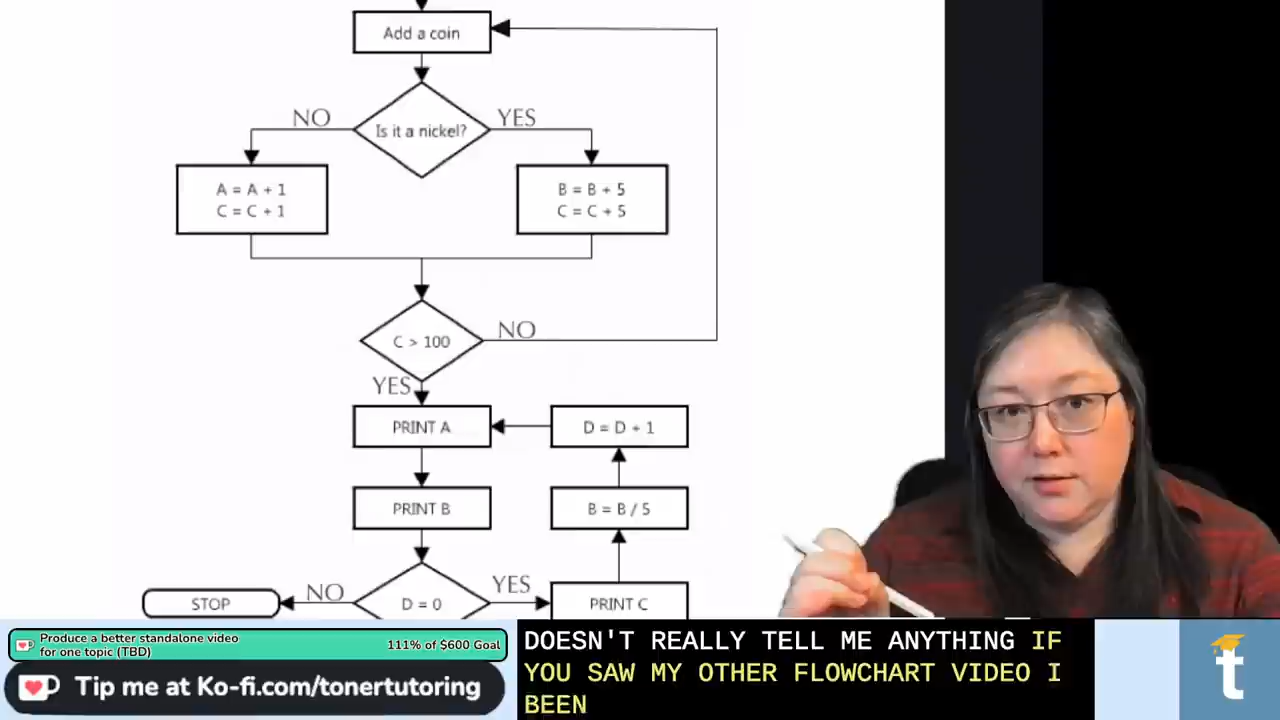 Add a coin
NO
YES
Is it a nickel?
A = A + 1
C = C + 1
B = B + 5
C = C + 5
C > 100
NO
YES
PRINT A
D = D + 1
PRINT B
B = B / 5
STOP
NO
D = 0
YES
PRINT C
Produce a better standalone video
for one topic (TBD)
111% of $600 Goal
Tip me at Ko-fi.com/tonertutoring
DOESN'T REALLY TELL ME ANYTHING IF
YOU SAW MY OTHER FLOWCHART VIDEO I
BEEN
t